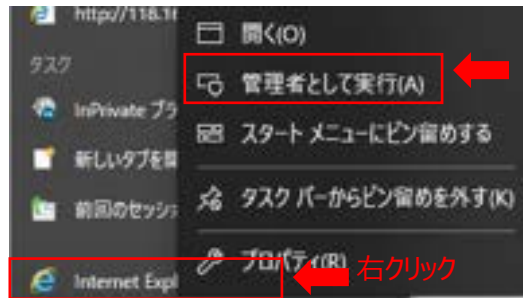 http://118.1
開く(O)
タスク
管理者として実行(A)
InPrivate ブラ
スタート メニューにピン留めする
新しいタブを開
前回のセッショ
タスク バーからピン留めを外す(K)
プロパティ(R)
右クリック
Internet Expl